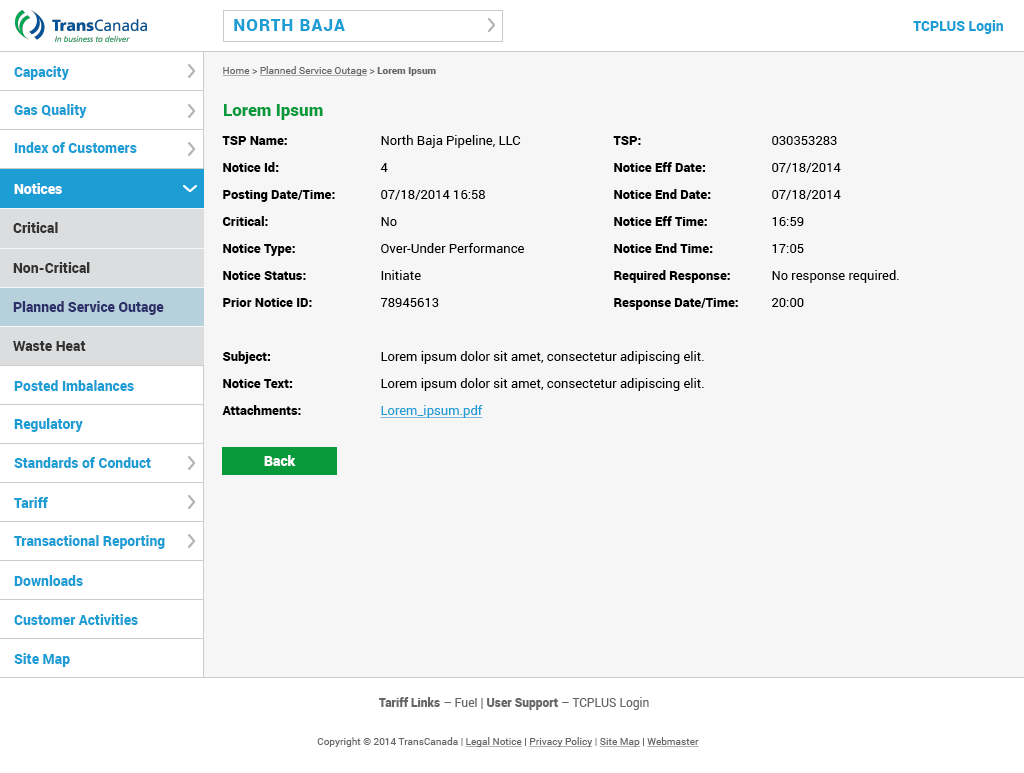 TransCanada
In business to deliver
NORTH BAJA
TCPLUS Login
Capacity
Gas Quality
Index of Customers
Notices
Critical
Non-Critical
Planned Service Outage
Waste Heat
Posted Imbalances
Regulatory
Standards of Conduct
Tariff
Transactional Reporting
Downloads
Customer Activities
Site Map
Home > Planned Service Outage > Lorem Ipsum
Lorem Ipsum
TSP Name: North Baja Pipeline, LLC TSP: 030353283
Notice Id: 4 Notice Eff Date: 07/18/2014
Posting Date/Time: 07/18/2014 16:58 Notice End Date: 07/18/2014
Critical: No Notice Eff Time: 16:59
Notice Type: Over-Under Performance Notice End Time: 17:05
Notice Status: Initiate Required Response: No response required.
Prior Notice ID: 78945613 Response Date/Time: 20:00
Subject: Lorem ipsum dolor sit amet, consectetur adipiscing elit.
Notice Text: Lorem ipsum dolor sit amet, consectetur adipiscing elit.
Attachments: Lorem_ipsum.pdf
Back
Tariff Links – Fuel | User Support – TCPLUS Login
Copyright © 2014 TransCanada | Legal Notice | Privacy Policy | Site Map | Webmaster